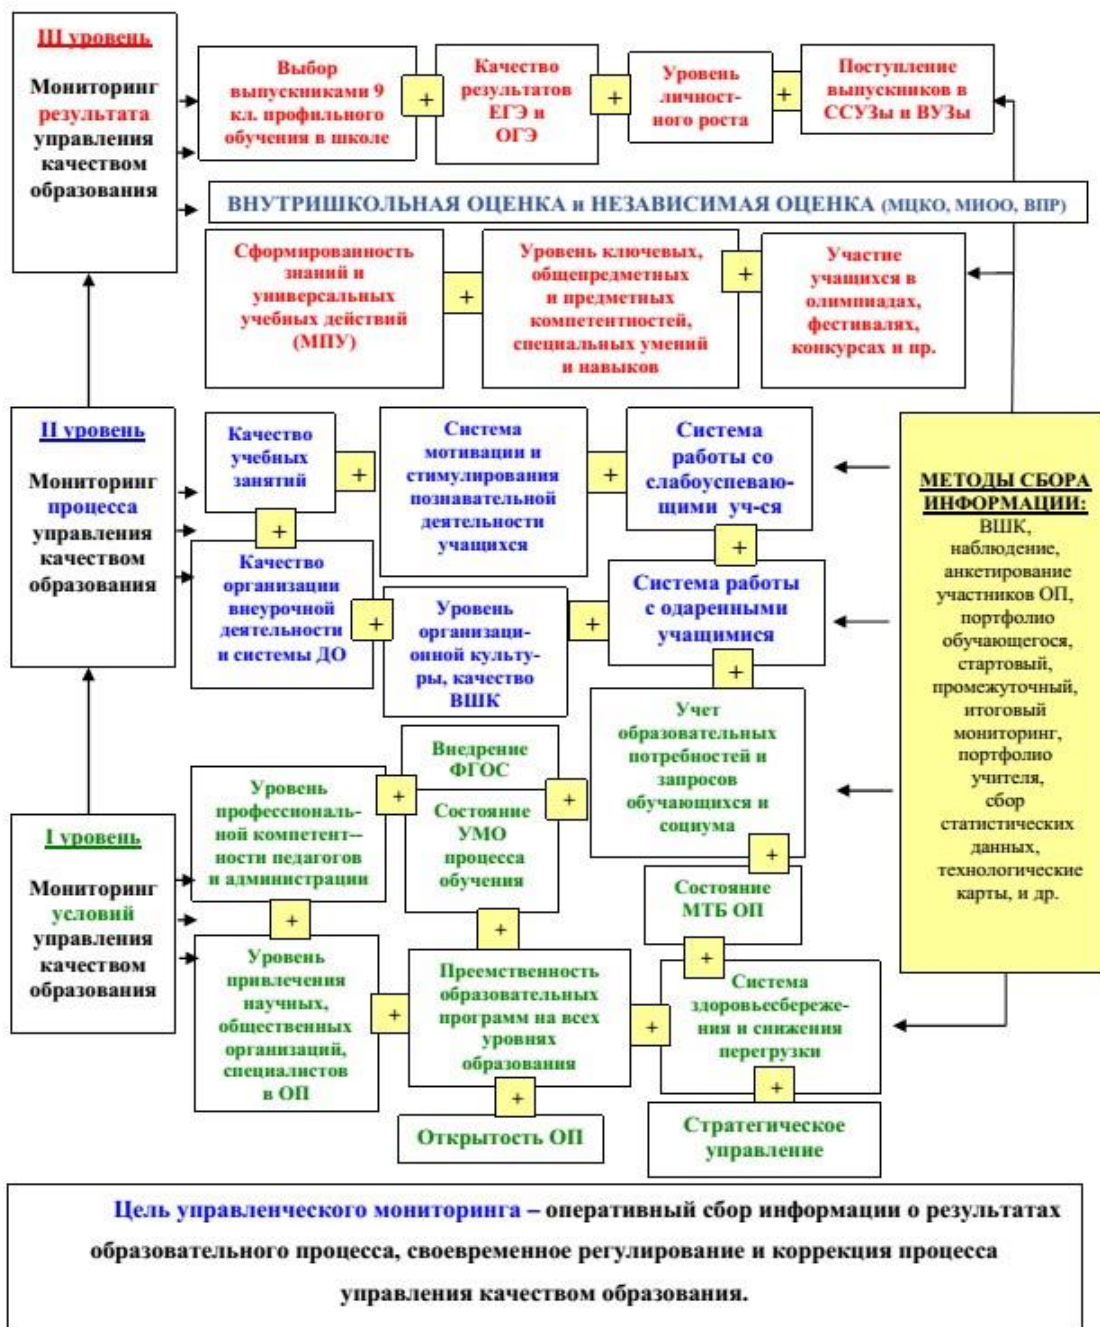 III уровень
Мониторинг
результата
управления
качеством
образования
Выбор
выпускниками 9
кл. профильного
обучения в школе
+
Качество
результатов
ЕГЭ и
ОГЭ
+
Уровень
личност-
ного роста
+
Поступление
выпускников в
ССУЗы и ВУЗы
ВНУТРИШКОЛЬНАЯ ОЦЕНКА и НЕЗАВИСИМАЯ ОЦЕНКА (МЦКО, МИОО, ВПР)
Сформированность
знаний и
универсальных
учебных действий
(МПУ)
+
Уровень ключевых,
общепредметных
и предметных
компетентностей,
специальных умений
и навыков
+
Участие
учащихся в
олимпиадах,
фестивалях,
конкурсах и пр.
II уровень
Мониторинг
процесса
управления
качеством
образования
Качество
учебных
занятий
+
Система
мотивации и
стимулирования
познавательной
деятельности
учащихся
+
Система
работы со
слабоуспеваю-
щими уч-ся
+
+
Качество
организации
внеурочной
деятельности
и системы ДО
+
Уровень
организаци-
онной культу-
ры, качество
ВШК
+
Система работы
с одаренными
учащимися
+
МЕТОДЫ СБОРА
ИНФОРМАЦИИ:
ВШК,
наблюдение,
анкетирование
участников ОП,
портфолио
обучающегося,
стартовый,
промежуточный,
итоговый
мониторинг,
портфолио
учителя,
сбор
статистических
данных,
технологические
карты, и др.
I уровень
Мониторинг
условий
управления
качеством
образования
Уровень
профессиональ-
ной компетент--
ности педагогов
и администрации
+
Внедрение
ФГОС
Состояние
УМО
процесса
обучения
+
Учет
образовательных
потребностей и
запросов
обучающихся и
социума
+
Состояние
МТБ ОП
+
+
+
Уровень
привлечения
научных,
общественных
организаций,
специалистов
в ОП
+
Преемственность
образовательных
программ на всех
уровнях
образования
+
Система
здоровьесбереже-
ния и снижения
перегрузки
+
+
Открытость ОП
Стратегическое
управление
Цель управленческого мониторинга – оперативный сбор информации о результатах
образовательного процесса, своевременное регулирование и коррекция процесса
управления качеством образования.